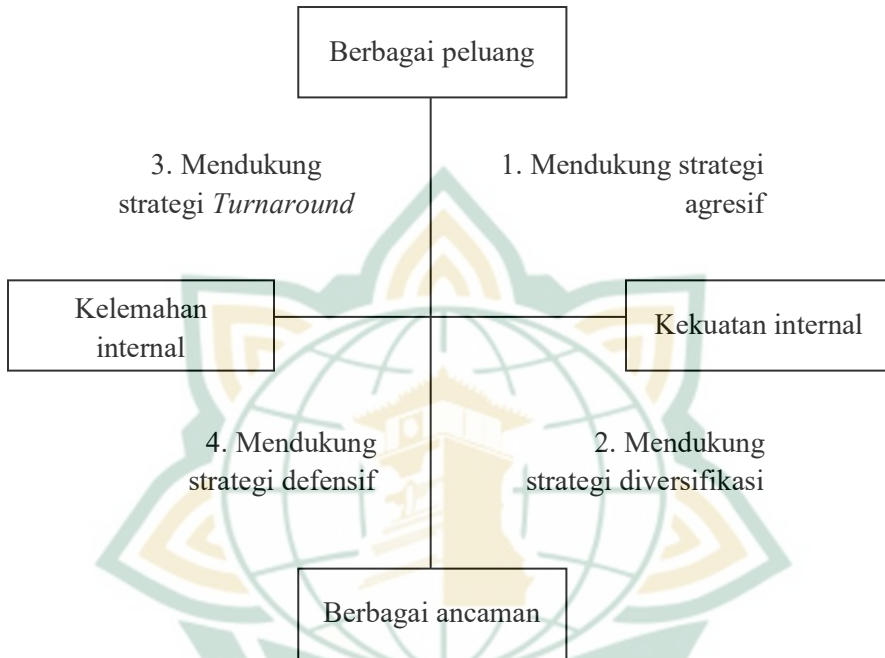 Berbagai peluang
3. Mendukung
strategi Turnaround
1. Mendukung strategi
agresif
Kelemahan
internal
Kekuatan internal
4. Mendukung
strategi defensif
2. Mendukung
strategi diversifikasi
Berbagai ancaman